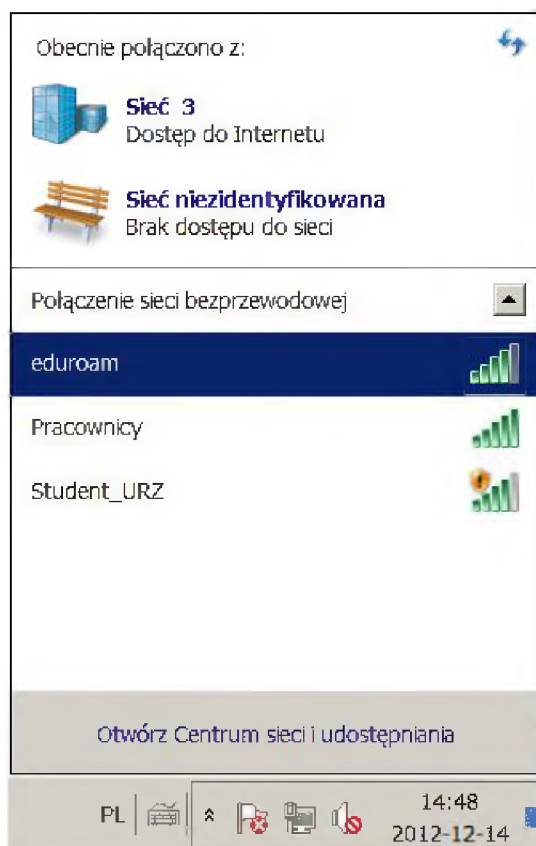 Obecnie połączono z:
Sieć 3
Dostęp do Internetu
Sieć niezidentyfikowana
Brak dostępu do sieci
Połączenie sieci bezprzewodowej
eduroam
Pracownicy
Student_URZ
Otwórz Centrum sieci i udostępniania
PL
14:48
2012-12-14